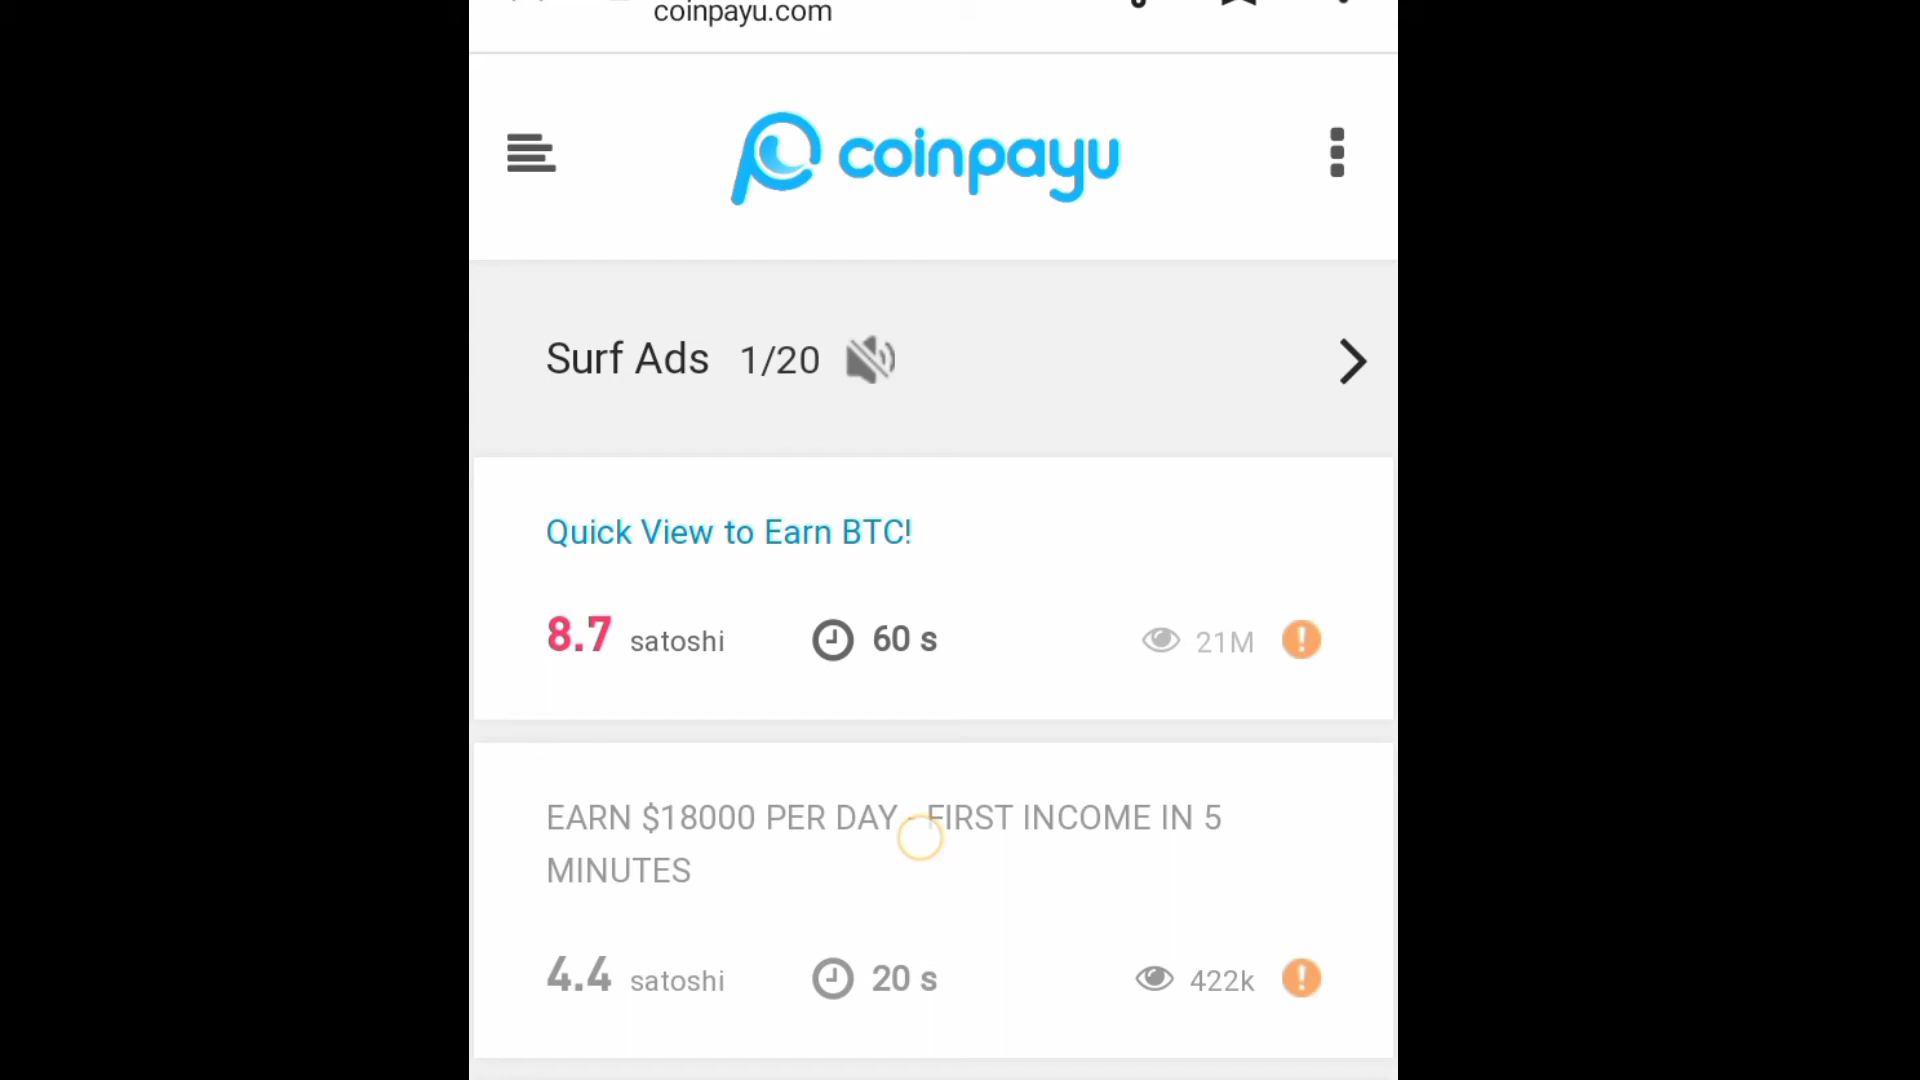 coinpayu.com
coinpayu
Surf Ads 1/20
Quick View to Earn BTC!
8.7 satoshi 60 s 21M
EARN $18000 PER DAY - FIRST INCOME IN 5
MINUTES
4.4 satoshi 20 s 422k